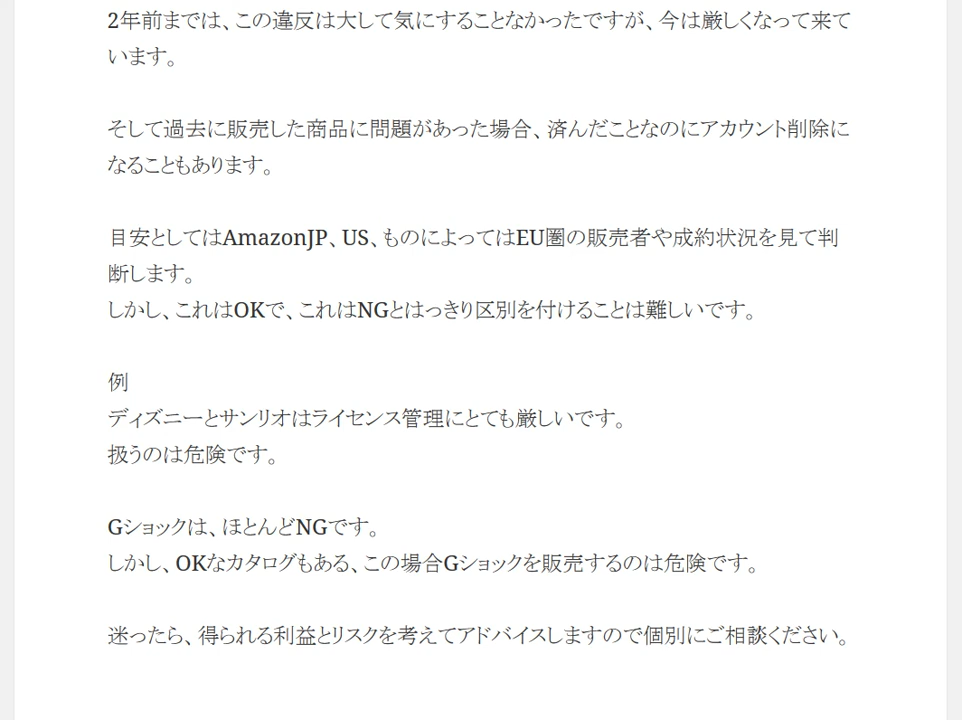 2年前までは、この違反は大して気にすることなかったですが、今は厳しくなって来て
います。
そして過去に販売した商品に問題があった場合、済んだことなのにアカウント削除に
なることもあります。
目安としてはAmazonJP、US、ものによってはEU圏の販売者や成約状況を見て判
断します。
しかし、これはOKで、これはNGとはっきり区別を付けることは難しいです。
例
ディズニーとサンリオはライセンス管理にとても厳しいです。
扱うのは危険です。
Gショックは、ほとんどNGです。
しかし、OKなカタログもある、この場合Gショックを販売するのは危険です。
迷ったら、得られる利益とリスクを考えてアドバイスしますので個別にご相談ください。